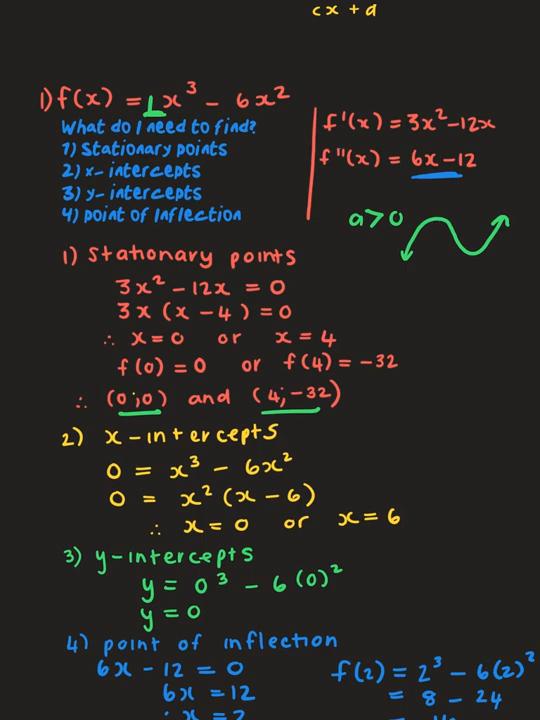 cx + d
1) f(x) = 1x³ - 6x²
What do I need to find?
1) Stationary points
2) x- intercepts
3) y- intercepts
4) point of Inflection
f'(x) = 3x² - 12x
f"(x) = 6x - 12
a > 0
1) Stationary points
3x² - 12x = 0
3x (x - 4) = 0
∴ x = 0 or x = 4
f(0) = 0 or f(4) = -32
∴ (0;0) and (4;-32)
2) x - intercepts
0 = x³ - 6x²
0 = x² (x - 6)
∴ x = 0 or x = 6
3) y-intercepts
y = 0³ - 6(0)²
y = 0
4) point of inflection
6x - 12 = 0
6x = 12
∴ x = 2
f(2) = 2³ - 6(2)²
= 8 - 24